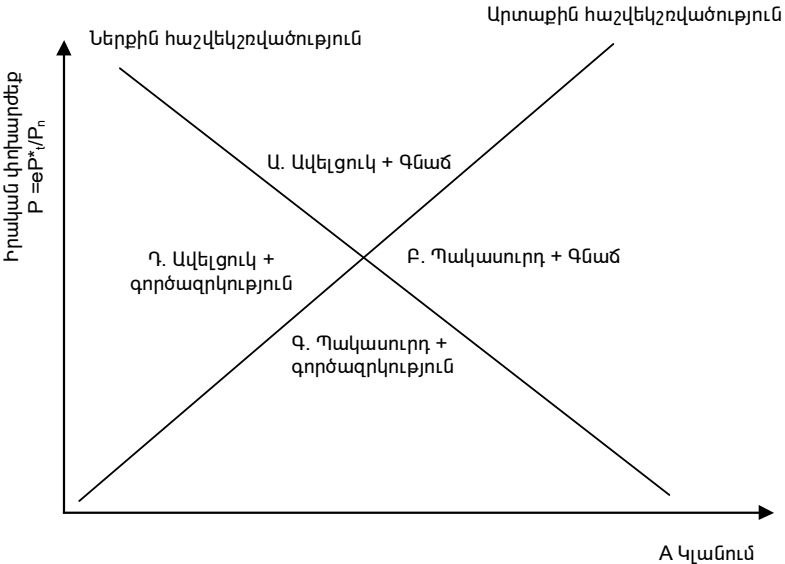 Արտաքին հաշվեկշռվածություն
Ներքին հաշվեկշռվածություն
Իրական փոխարժեք
P =eP*t/Pn
Ա. Ավելցուկ + Գնաճ
Դ. Ավելցուկ +
գործազրկություն
Բ. Պակասուրդ + Գնաճ
Գ. Պակասուրդ +
գործազրկություն
A Կլանում